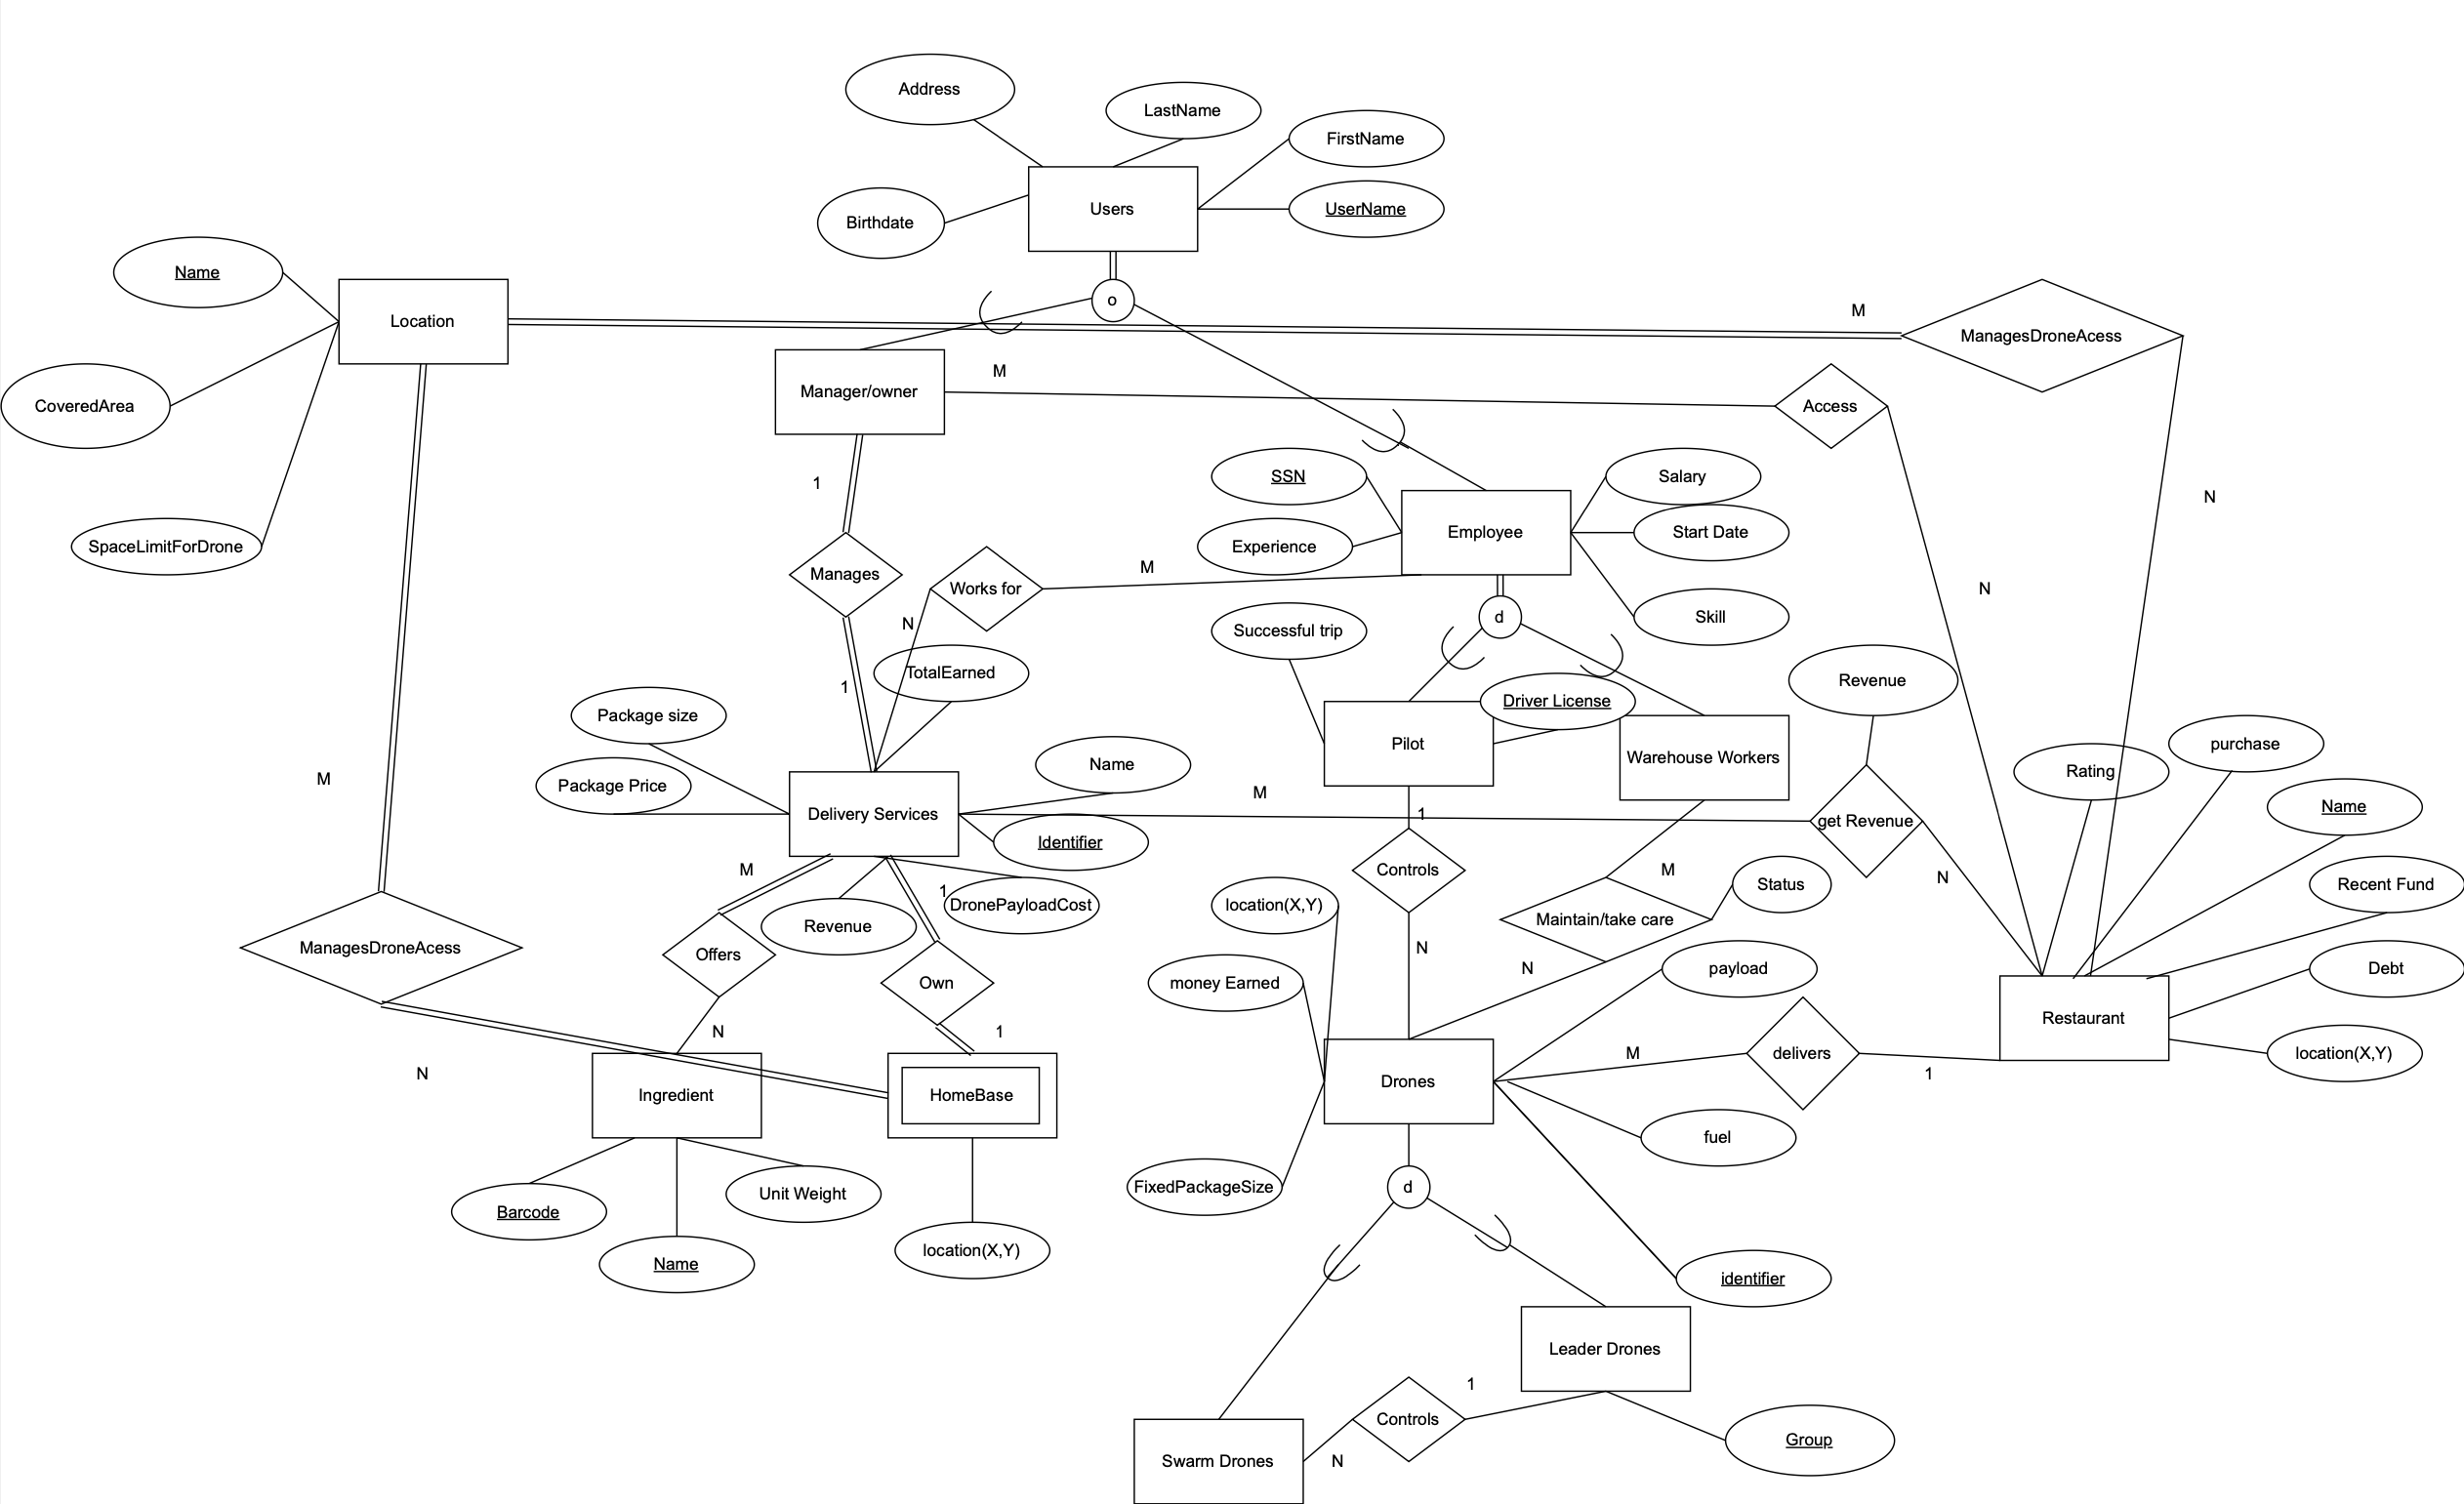 Address
LastName
FirstName
Birthdate
Users
UserName
Name
Location
o
M
ManagesDroneAcess
M
Manager/owner
Access
CoveredArea
SSN
Salary
N
1
Employee
Start Date
SpaceLimitForDrone
Experience
Manages
Works for
M
N
N
d
Skill
Successful trip
TotalEarned
Revenue
1
Package size
Driver License
Pilot
Warehouse Workers
Rating
purchase
M
Package Price
Name
M
Name
Delivery Services
1
get Revenue
Identifier
M
Controls
M
Status
N
Recent Fund
1
DronePayloadCost
location(X,Y)
Maintain/take care
Revenue
ManagesDroneAcess
Offers
N
N
payload
Debt
Own
money Earned
Restaurant
N
1
M
delivers
location(X,Y)
N
1
Ingredient
HomeBase
Drones
fuel
Barcode
Unit Weight
FixedPackageSize
d
Name
location(X,Y)
identifier
Leader Drones
1
Controls
Group
Swarm Drones
N